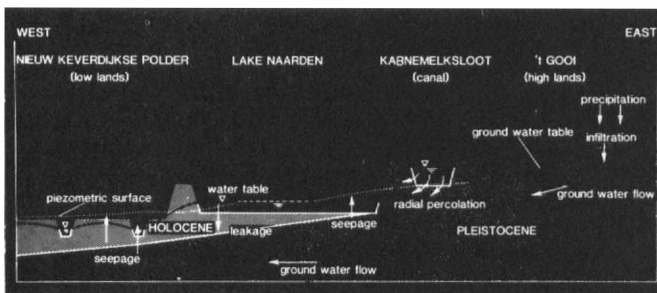 WEST
EAST
NIEUW KEVERDIJKSE POLDER
(low lands)
LAKE NAARDEN
KABNEMELKSLOOT
(canal)
't GOOI
(high lands)
precipitation
ground water table
infiltration
piezometric surface
water table
radial percolation
ground water flow
HOLOCENE
leakage
seepage
PLEISTOCENE
seepage
ground water flow